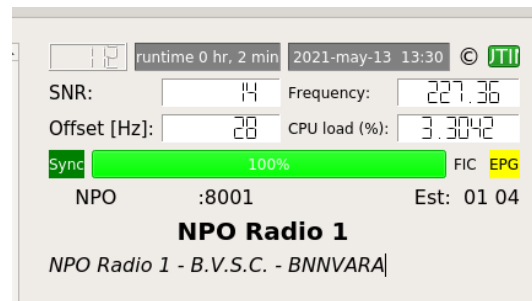 12 runtime 0 hr, 2 min 2021-may-13 13:30 ©
SNR: 14 Frequency: 227.36
Offset [Hz]: 28 CPU load (%): 3.3042
Sync 100% FIC EPG
NPO :8001 Est: 01 04
NPO Radio 1
NPO Radio 1 - B.V.S.C. - BNNVARA